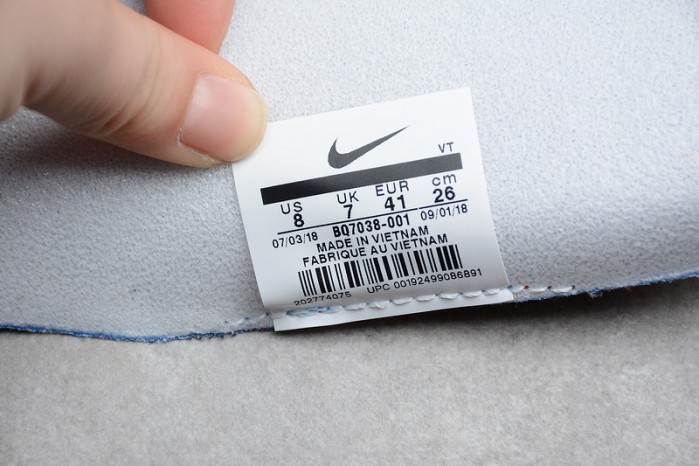 VT
US UK EUR cm
8 7 41 26
07/03/18 BQ7038-001 09/01/18
MADE IN VIETNAM
FABRIQUE AU VIETNAM
202774075 UPC 00192499086891